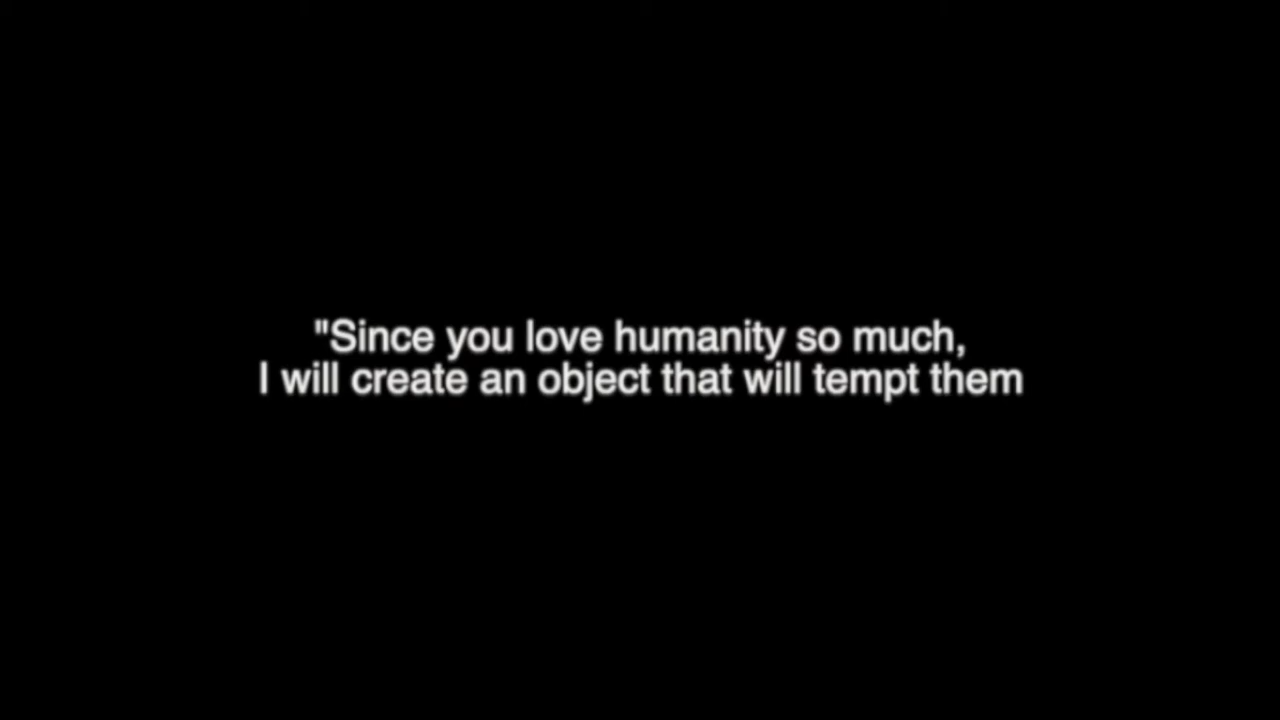 "Since you love humanity so much,
I will create an object that will tempt them